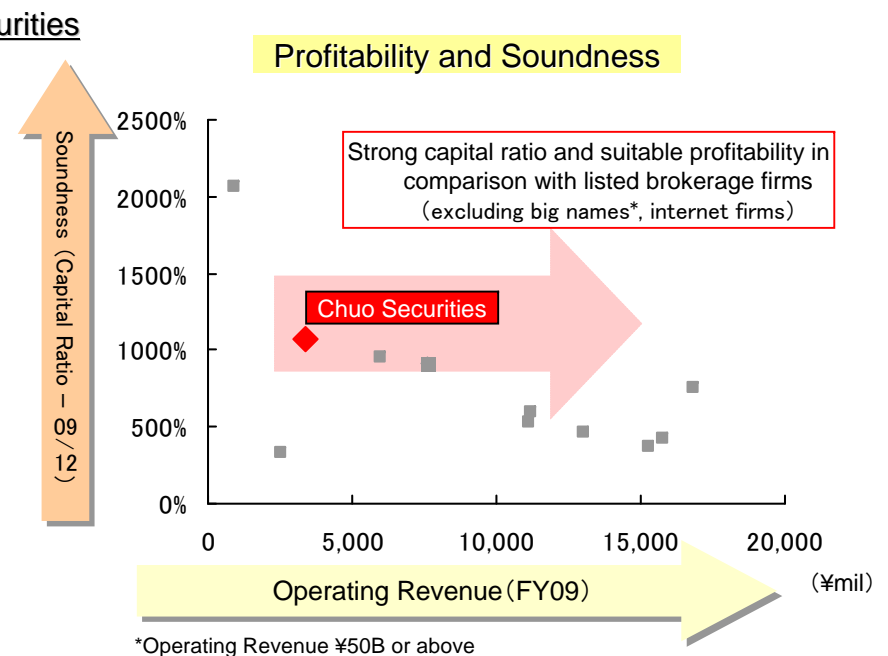 urities
Profitability and Soundness
Soundness (Capital Ratio － 09／12)
2500%
2000%
1500%
1000%
500%
0%
Strong capital ratio and suitable profitability in
comparison with listed brokerage firms
（excluding big names*, internet firms）
Chuo Securities
0 5,000 10,000 15,000 20,000
(¥mil)
Operating Revenue（FY09）
*Operating Revenue ¥50B or above